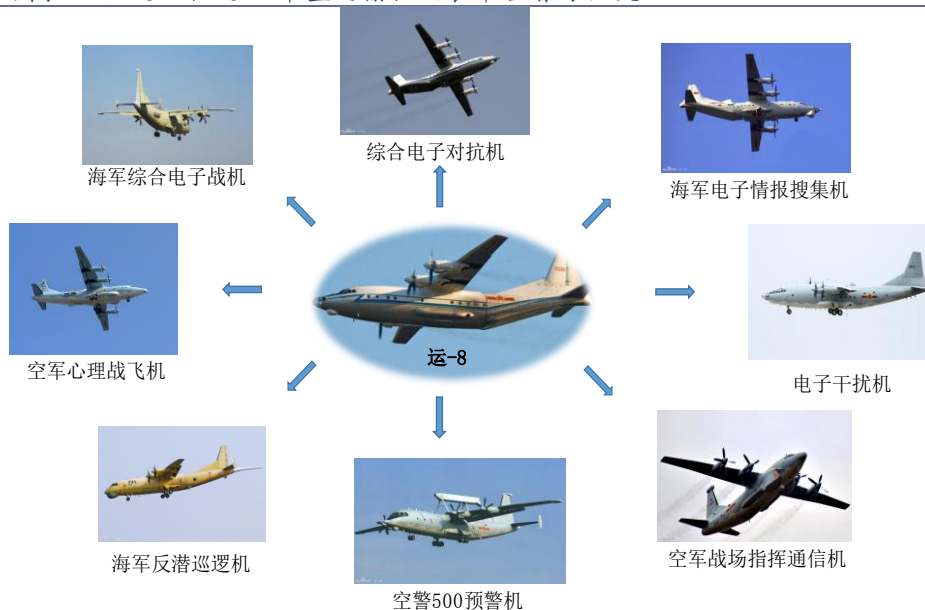 综合电子对抗机
海军综合电子战机
海军电子情报搜集机
空军心理战飞机
运-8
电子干扰机
海军反潜巡逻机
空军战场指挥通信机
空警500预警机